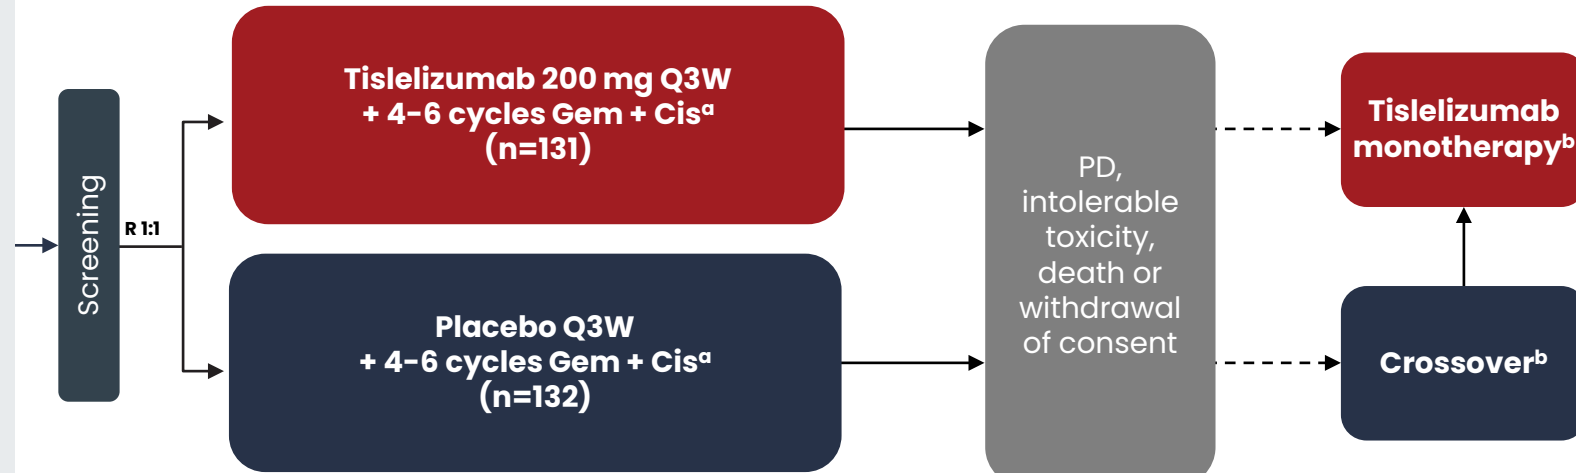 Screening
R 1:1
Tislelizumab 200 mg Q3W
+ 4-6 cycles Gem + Cisᵃ
(n=131)
Placebo Q3W
+ 4-6 cycles Gem + Cisᵃ
(n=132)
PD,
intolerable
toxicity,
death or
withdrawal
of consent
Tislelizumab
monotherapyᵇ
Crossoverᵇ